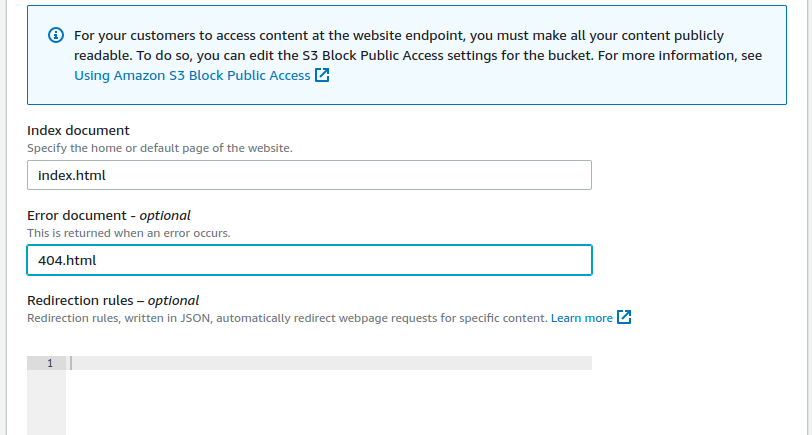 For your customers to access content at the website endpoint, you must make all your content publicly
readable. To do so, you can edit the S3 Block Public Access settings for the bucket. For more information, see
Using Amazon S3 Block Public Access
Index document
Specify the home or default page of the website.
index.html
Error document - optional
This is returned when an error occurs.
404.html
Redirection rules – optional
Redirection rules, written in JSON, automatically redirect webpage requests for specific content. Learn more
1